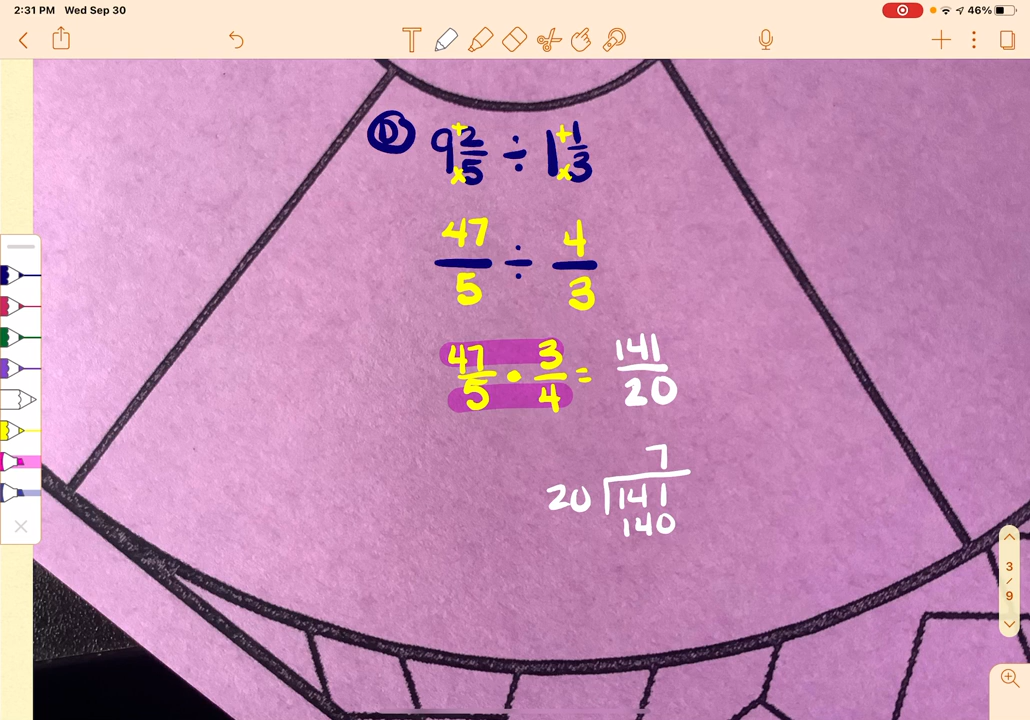 2:31 PM Wed Sep 30
46%
T
D 9 2/5 ÷ 1 1/3
+ +
x x
47/5 ÷ 4/3
47/5 · 3/4 = 141/20
7
20 141
140
3
/
9